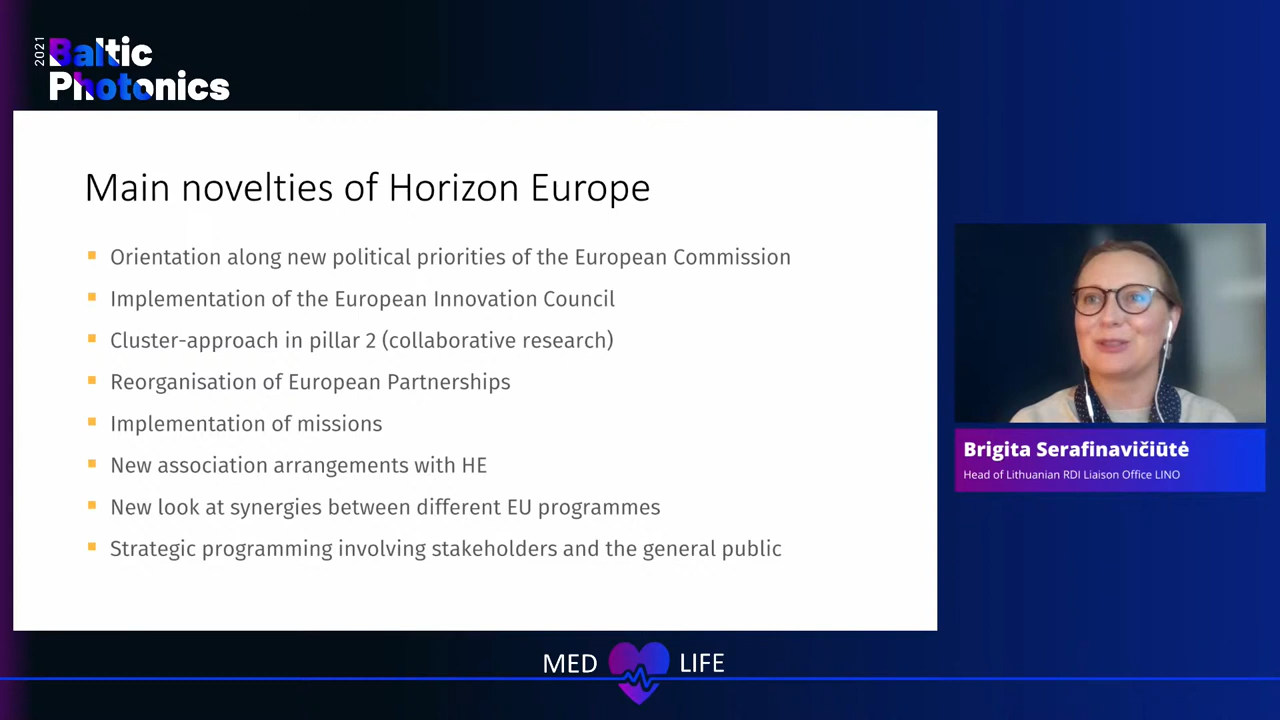 2021
Baltic
Photonics
Main novelties of Horizon Europe
Orientation along new political priorities of the European Commission
Implementation of the European Innovation Council
Cluster-approach in pillar 2 (collaborative research)
Reorganisation of European Partnerships
Implementation of missions
New association arrangements with HE
New look at synergies between different EU programmes
Strategic programming involving stakeholders and the general public
Brigita Serafinavičiūtė
Head of Lithuanian RDI Liaison Office LINO
MED LIFE